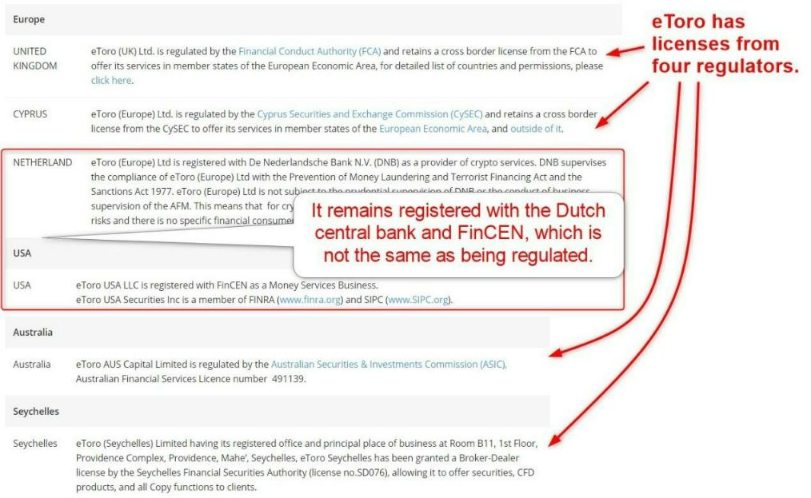 Europe
eToro has
licenses from
four regulators.
UNITED KINGDOM
eToro (UK) Ltd. is regulated by the Financial Conduct Authority (FCA) and retains a cross border license from the FCA to
offer its services in member states of the European Economic Area, for detailed list of countries and permissions, please
click here.
CYPRUS
eToro (Europe) Ltd. is regulated by the Cyprus Securities and Exchange Commission (CySEC) and retains a cross border
license from the CySEC to offer its services in member states of the European Economic Area, and outside of it.
NETHERLAND
eToro (Europe) Ltd is registered with De Nederlandsche Bank N.V. (DNB) as a provider of crypto services. DNB supervises
the compliance of eToro (Europe) Ltd with the Prevention of Money Laundering and Terrorist Financing Act and the
Sanctions Act 1977. eToro (Europe) Ltd is not subject to the prudential supervision of DNB or the conduct of business
supervision of the AFM. This means that for cry
risks and there is no specific financial consume
It remains registered with the Dutch
central bank and FinCEN, which is
not the same as being regulated.
USA
USA
eToro USA LLC is registered with FinCEN as a Money Services Business.
eToro USA Securities Inc is a member of FINRA (www.finra.org) and SIPC (www.SIPC.org).
Australia
Australia
eToro AUS Capital Limited is regulated by the Australian Securities & Investments Commission (ASIC),
Australian Financial Services Licence number 491139.
Seychelles
Seychelles
eToro (Seychelles) Limited having its registered office and principal place of business at Room B11, 1st Floor,
Providence Complex, Providence, Mahe', Seychelles, eToro Seychelles has been granted a Broker-Dealer
license by the Seychelles Financial Securities Authority (license no.SD076), allowing it to offer securities, CFD
products, and all Copy functions to clients.